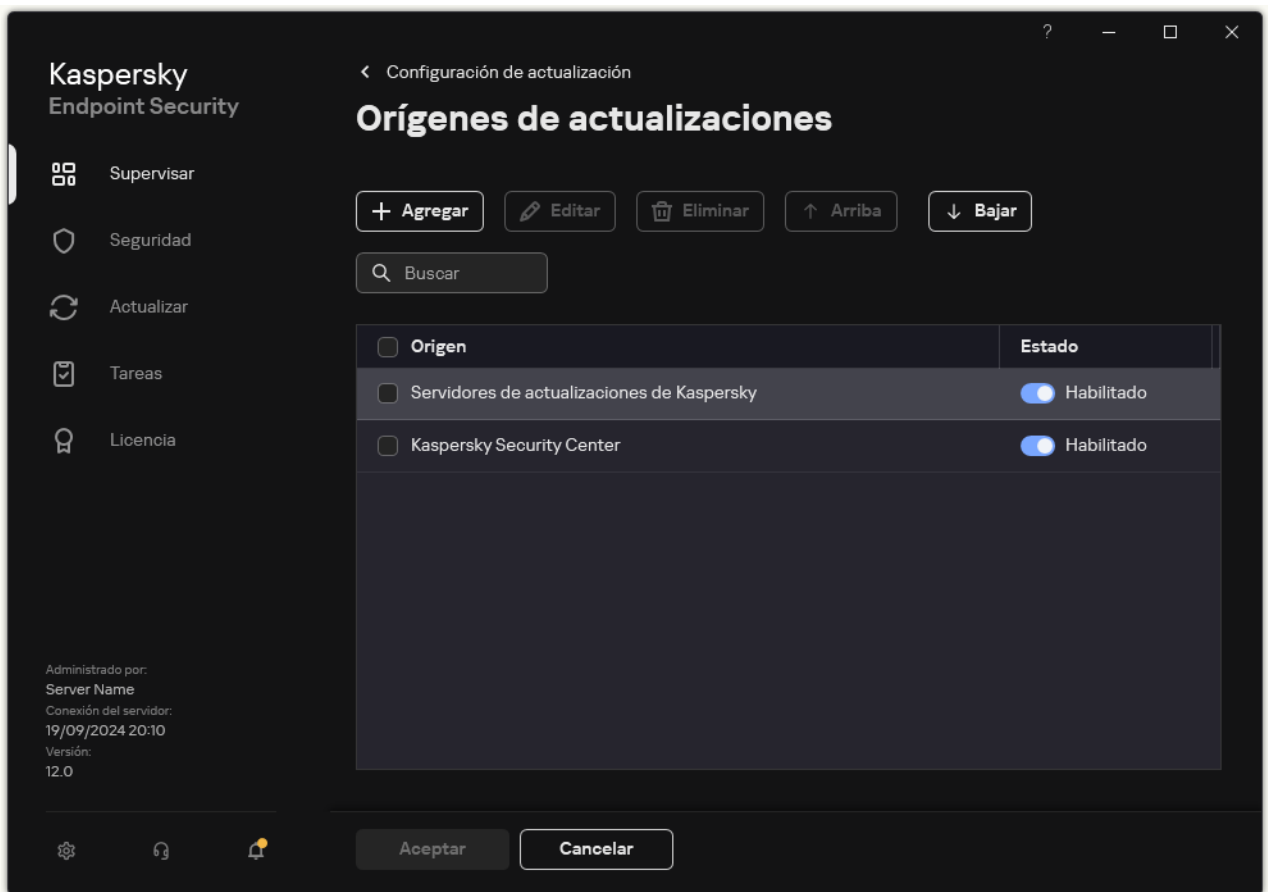 ?
Kaspersky
Endpoint Security
Configuración de actualización
Orígenes de actualizaciones
Supervisar
Seguridad
Actualizar
Tareas
Licencia
Agregar Editar Eliminar Arriba Bajar
Buscar
Origen Estado
Servidores de actualizaciones de Kaspersky Habilitado
Kaspersky Security Center Habilitado
Administrado por:
Server Name
Conexión del servidor:
19/09/2024 20:10
Versión:
12.0
Aceptar Cancelar